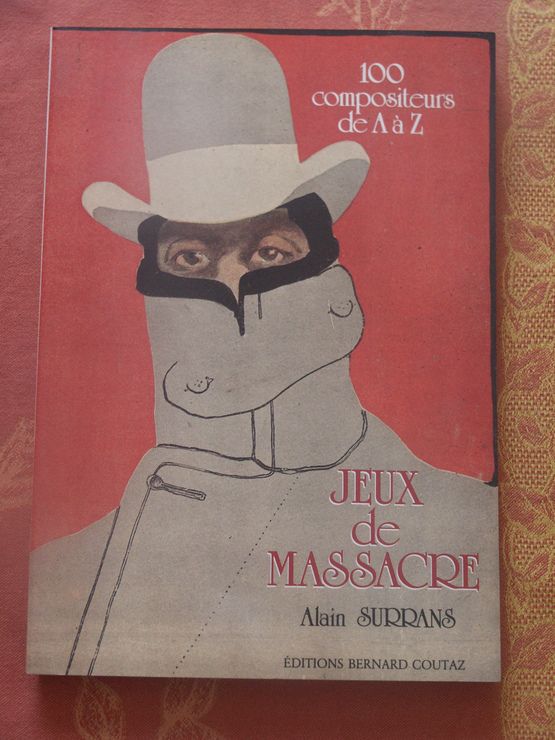 100
compositeurs
de A à Z
JEUX
de
MASSACRE
Alain SURRANS
ÉDITIONS BERNARD COUTAZ